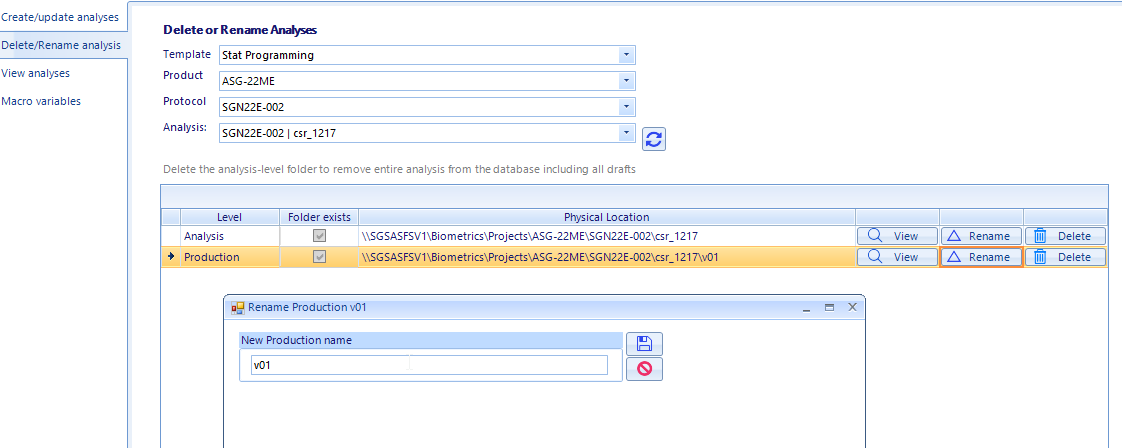 Create/update analyses
Delete/Rename analysis
View analyses
Macro variables
Delete or Rename Analyses
Template Stat Programming
Product ASG-22ME
Protocol SGN22E-002
Analysis: SGN22E-002 | csr_1217
Delete the analysis-level folder to remove entire analysis from the database including all drafts
Level Folder exists Physical Location
Analysis \\SGSASFSV1\Biometrics\Projects\ASG-22ME\SGN22E-002\csr_1217 View Rename Delete
Production \\SGSASFSV1\Biometrics\Projects\ASG-22ME\SGN22E-002\csr_1217\v01 View Rename Delete
Rename Production v01
New Production name
v01